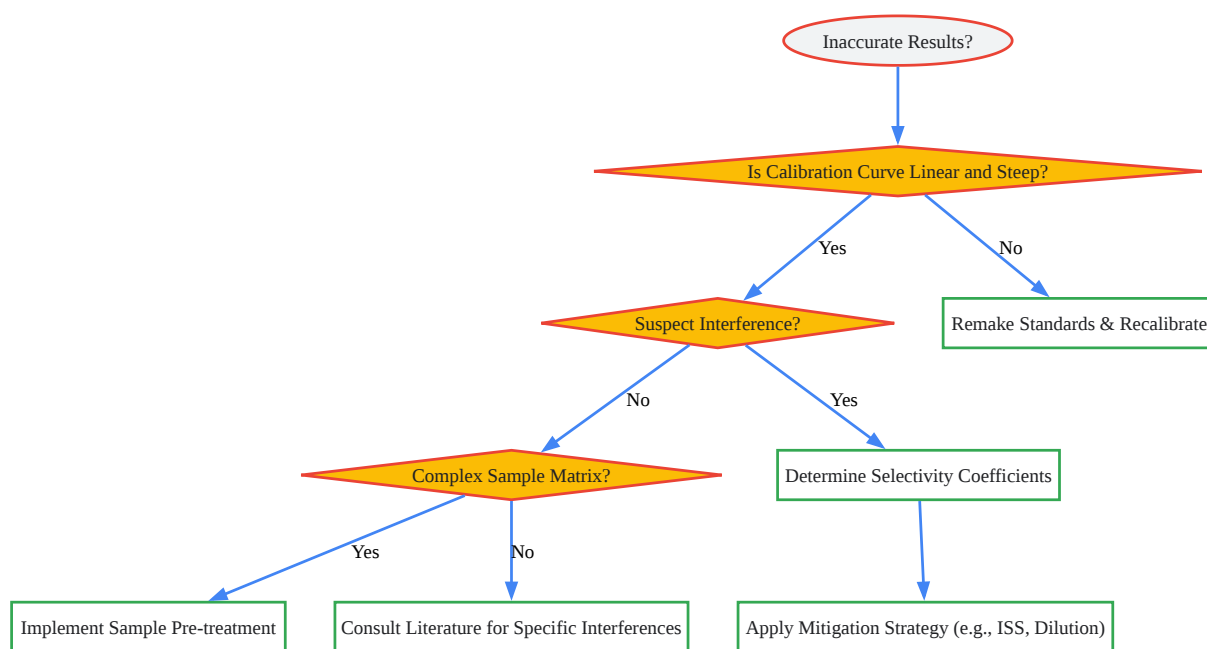 Inaccurate Results?
Is Calibration Curve Linear and Steep?
Yes
No
Suspect Interference?
Remake Standards & Recalibrate
No
Yes
Complex Sample Matrix?
Determine Selectivity Coefficients
Yes
No
Implement Sample Pre-treatment
Consult Literature for Specific Interferences
Apply Mitigation Strategy (e.g., ISS, Dilution)